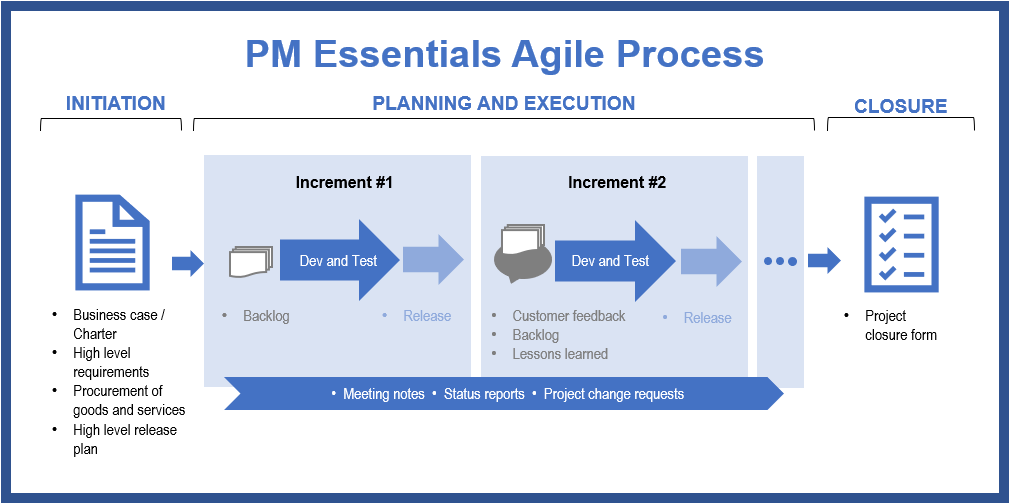 PM Essentials Agile Process
INITIATION
PLANNING AND EXECUTION
CLOSURE
Increment #1
Increment #2
Dev and Test
Dev and Test
• Backlog
• Release
• Customer feedback
• Backlog
• Lessons learned
• Release
• Business case /
Charter
• High level
requirements
• Procurement of
goods and services
• High level release
plan
• Project
closure form
• Meeting notes • Status reports • Project change requests